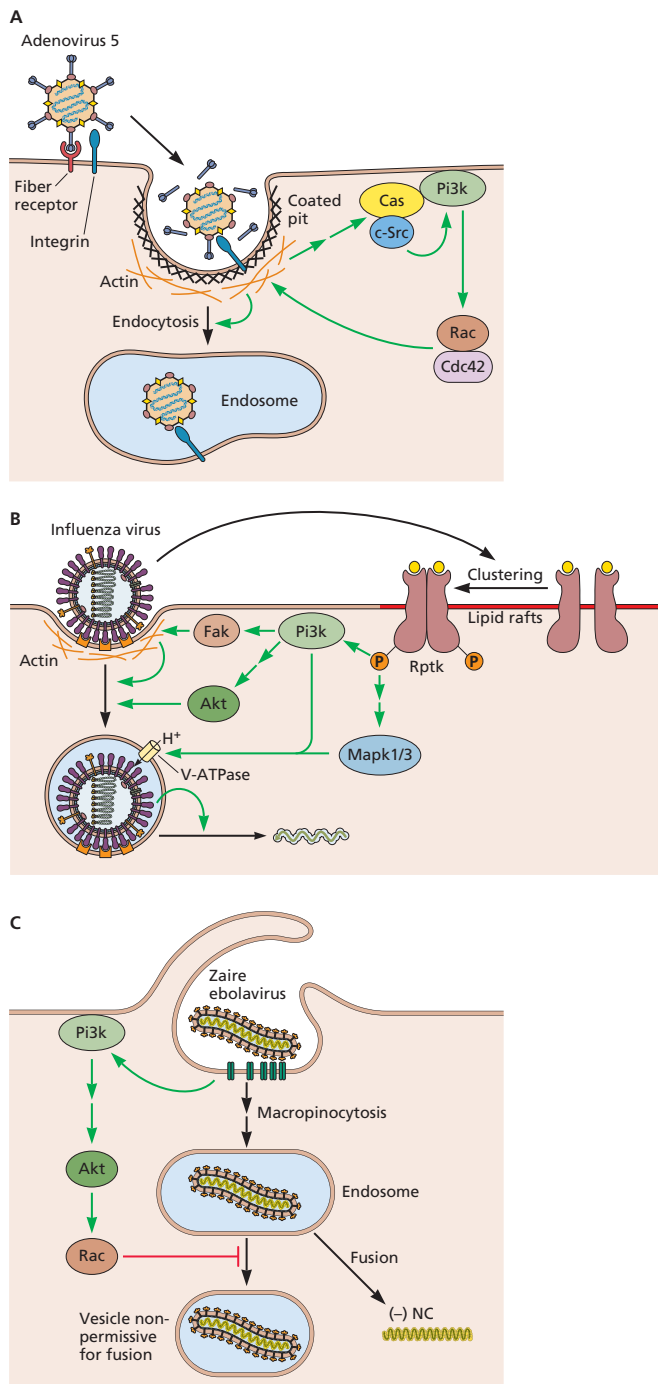 A
Adenovirus 5
Fiber
receptor
Integrin
Coated
pit
Cas
c-Src
Pi3k
Actin
Endocytosis
Rac
Cdc42
Endosome
B
Influenza virus
Clustering
Lipid rafts
Fak
Pi3k
P
Rptk
P
Actin
Akt
H+
V-ATPase
Mapk1/3
C
Zaire
ebolavirus
Pi3k
Macropinocytosis
Akt
Endosome
Rac
Fusion
(–) NC
Vesicle non-
permissive
for fusion